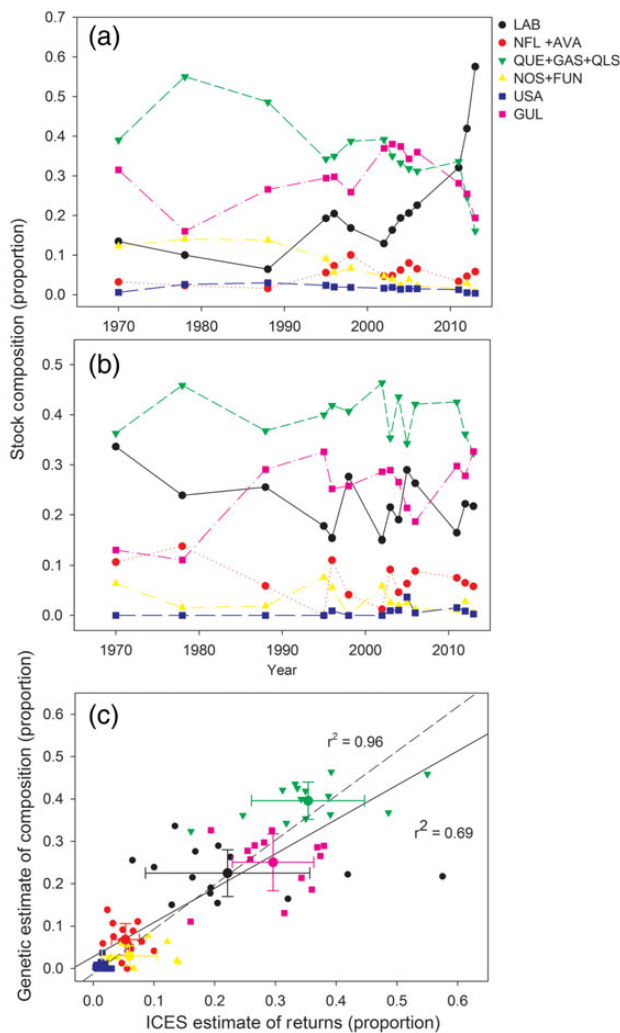 (a)
0.7
0.6
0.5
0.4
0.3
0.2
0.1
0.0
1970 1980 1990 2000 2010
LAB
NFL +AVA
QUE+GAS+QLS
NOS+FUN
USA
GUL
Stock composition (proportion)
(b)
0.5
0.4
0.3
0.2
0.1
0.0
1970 1980 1990 2000 2010
Year
(c)
Genetic estimate of composition (proportion)
0.6
0.5
0.4
0.3
0.2
0.1
0.0
r² = 0.96
r² = 0.69
0.0 0.1 0.2 0.3 0.4 0.5 0.6
ICES estimate of returns (proportion)